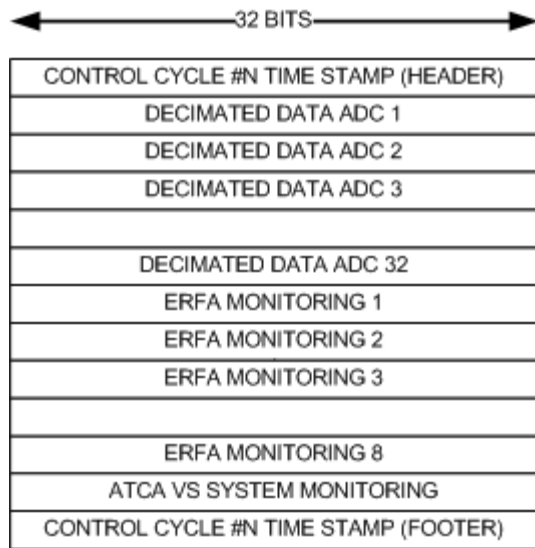 32 BITS
CONTROL CYCLE #N TIME STAMP (HEADER)
DECIMATED DATA ADC 1
DECIMATED DATA ADC 2
DECIMATED DATA ADC 3
DECIMATED DATA ADC 32
ERFA MONITORING 1
ERFA MONITORING 2
ERFA MONITORING 3
ERFA MONITORING 8
ATCA VS SYSTEM MONITORING
CONTROL CYCLE #N TIME STAMP (FOOTER)